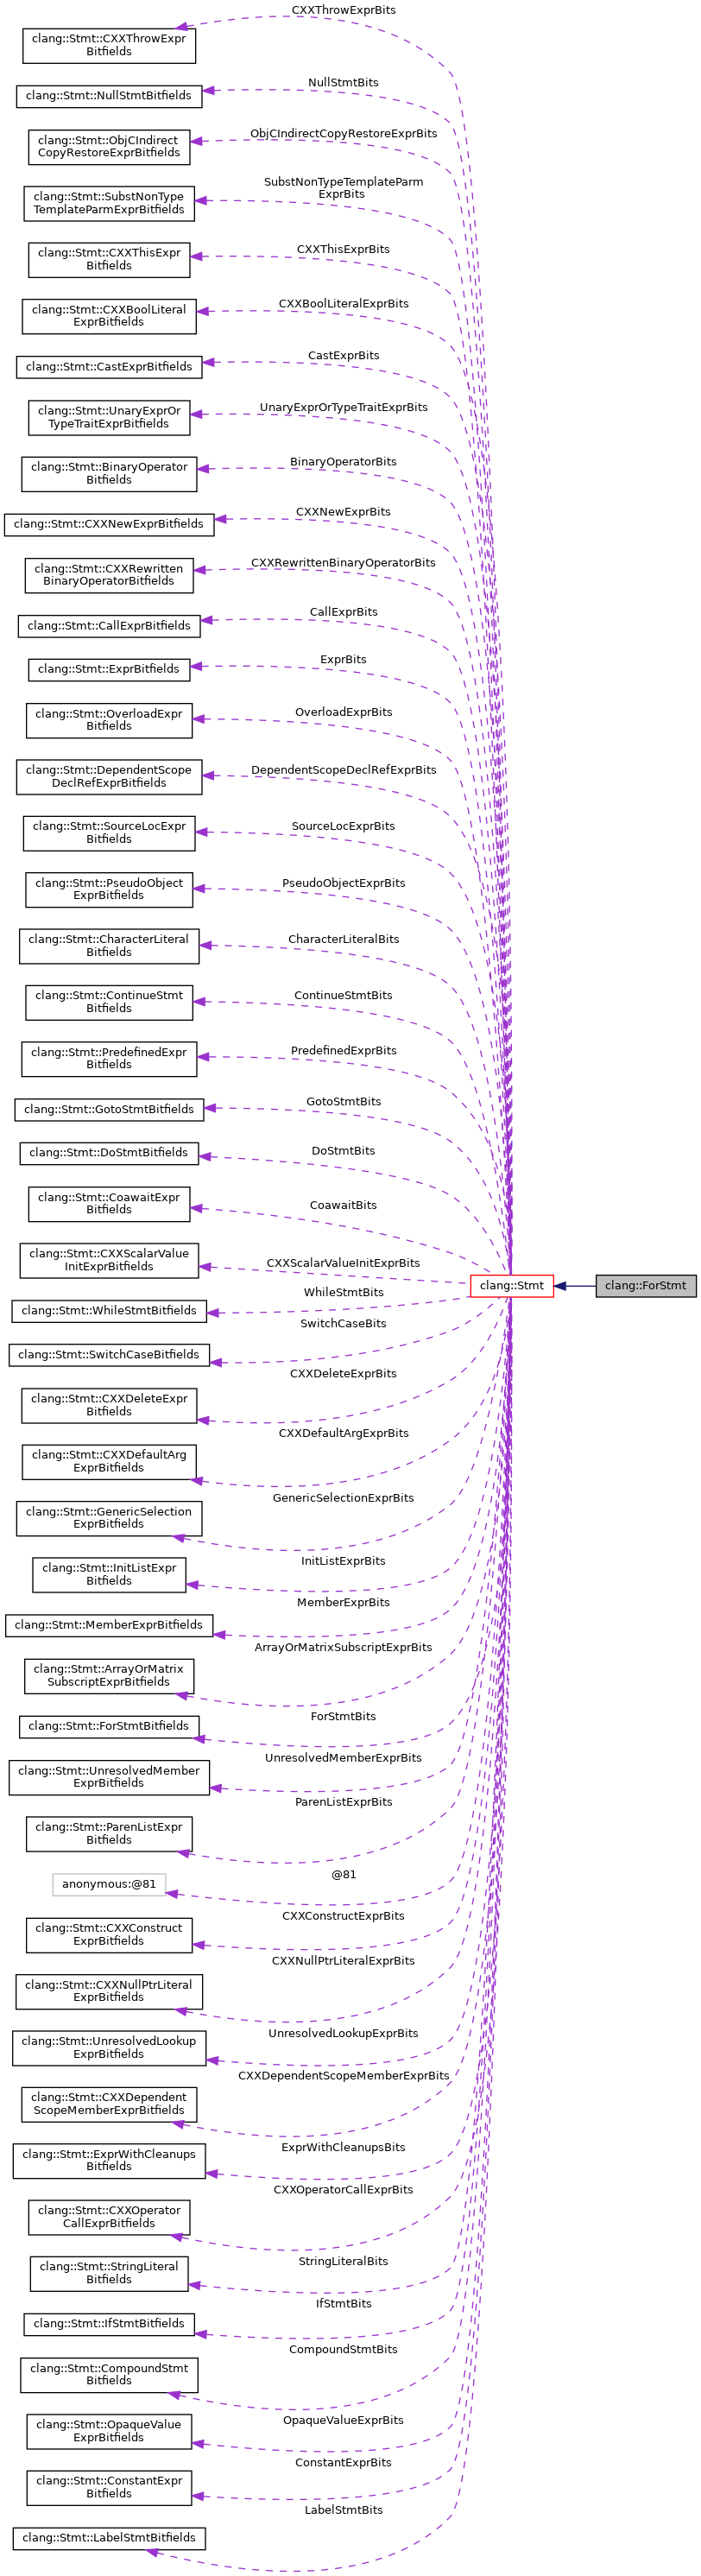 CXXThrowExprBits
clang::Stmt::CXXThrowExpr
Bitfields
NullStmtBits
clang::Stmt::NullStmtBitfields
ObjCIndirectCopyRestoreExprBits
clang::Stmt::ObjCIndirect
CopyRestoreExprBitfields
SubstNonTypeTemplateParm
ExprBits
clang::Stmt::SubstNonType
TemplateParmExprBitfields
CXXThisExprBits
clang::Stmt::CXXThisExpr
Bitfields
CXXBoolLiteralExprBits
clang::Stmt::CXXBoolLiteral
ExprBitfields
CastExprBits
clang::Stmt::CastExprBitfields
UnaryExprOrTypeTraitExprBits
clang::Stmt::UnaryExprOr
TypeTraitExprBitfields
BinaryOperatorBits
clang::Stmt::BinaryOperator
Bitfields
CXXNewExprBits
clang::Stmt::CXXNewExprBitfields
CXXRewrittenBinaryOperatorBits
clang::Stmt::CXXRewritten
BinaryOperatorBitfields
CallExprBits
clang::Stmt::CallExprBitfields
ExprBits
clang::Stmt::ExprBitfields
OverloadExprBits
clang::Stmt::OverloadExpr
Bitfields
DependentScopeDeclRefExprBits
clang::Stmt::DependentScope
DeclRefExprBitfields
SourceLocExprBits
clang::Stmt::SourceLocExpr
Bitfields
PseudoObjectExprBits
clang::Stmt::PseudoObject
ExprBitfields
CharacterLiteralBits
clang::Stmt::CharacterLiteral
Bitfields
ContinueStmtBits
clang::Stmt::ContinueStmt
Bitfields
PredefinedExprBits
clang::Stmt::PredefinedExpr
Bitfields
GotoStmtBits
clang::Stmt::GotoStmtBitfields
DoStmtBits
clang::Stmt::DoStmtBitfields
CoawaitBits
clang::Stmt::CoawaitExpr
Bitfields
CXXScalarValueInitExprBits
clang::Stmt::CXXScalarValue
InitExprBitfields
clang::Stmt
clang::ForStmt
WhileStmtBits
clang::Stmt::WhileStmtBitfields
SwitchCaseBits
clang::Stmt::SwitchCaseBitfields
CXXDeleteExprBits
clang::Stmt::CXXDeleteExpr
Bitfields
CXXDefaultArgExprBits
clang::Stmt::CXXDefaultArg
ExprBitfields
GenericSelectionExprBits
clang::Stmt::GenericSelection
ExprBitfields
InitListExprBits
clang::Stmt::InitListExpr
Bitfields
MemberExprBits
clang::Stmt::MemberExprBitfields
ArrayOrMatrixSubscriptExprBits
clang::Stmt::ArrayOrMatrix
SubscriptExprBitfields
ForStmtBits
clang::Stmt::ForStmtBitfields
UnresolvedMemberExprBits
clang::Stmt::UnresolvedMember
ExprBitfields
ParenListExprBits
clang::Stmt::ParenListExpr
Bitfields
@81
anonymous:@81
CXXConstructExprBits
clang::Stmt::CXXConstruct
ExprBitfields
CXXNullPtrLiteralExprBits
clang::Stmt::CXXNullPtrLiteral
ExprBitfields
UnresolvedLookupExprBits
clang::Stmt::UnresolvedLookup
ExprBitfields
CXXDependentScopeMemberExprBits
clang::Stmt::CXXDependent
ScopeMemberExprBitfields
ExprWithCleanupsBits
clang::Stmt::ExprWithCleanups
Bitfields
CXXOperatorCallExprBits
clang::Stmt::CXXOperator
CallExprBitfields
StringLiteralBits
clang::Stmt::StringLiteral
Bitfields
IfStmtBits
clang::Stmt::IfStmtBitfields
CompoundStmtBits
clang::Stmt::CompoundStmt
Bitfields
OpaqueValueExprBits
clang::Stmt::OpaqueValue
ExprBitfields
ConstantExprBits
clang::Stmt::ConstantExpr
Bitfields
LabelStmtBits
clang::Stmt::LabelStmtBitfields